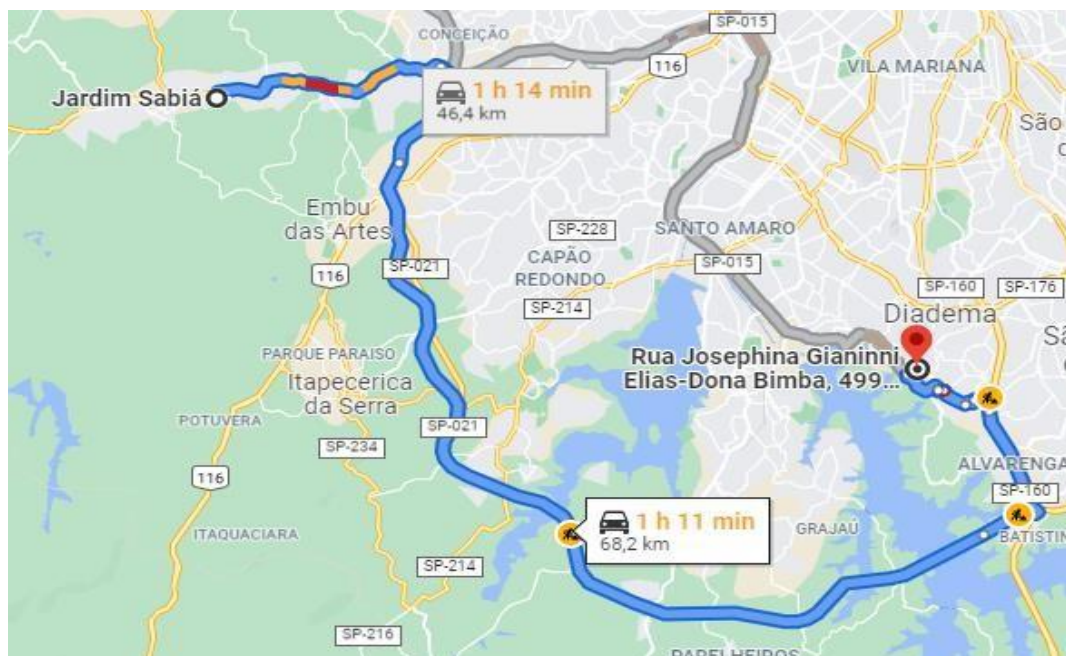 SP-015
CONCEIÇÃO
116
VILA MARIANA
Jardim Sabiá
1 h 14 min
46,4 km
São
Embu
das Artes
SP-228
SANTO AMARO
CAPÃO
REDONDO
SP-015
SP-021
116
SP-160
SP-176
SP-214
Diadema
PARQUE PARAISO
Rua Josephina Gianinni
Elias-Dona Bimba, 499...
Itapecerica
da Serra
POTUVERA
SP-021
SP-234
ALVARENGA
116
SP-160
1 h 11 min
68,2 km
GRAJAÚ
ITAQUACIARA
BATISTIN
SP-214
SP-216
PARELHEIROS